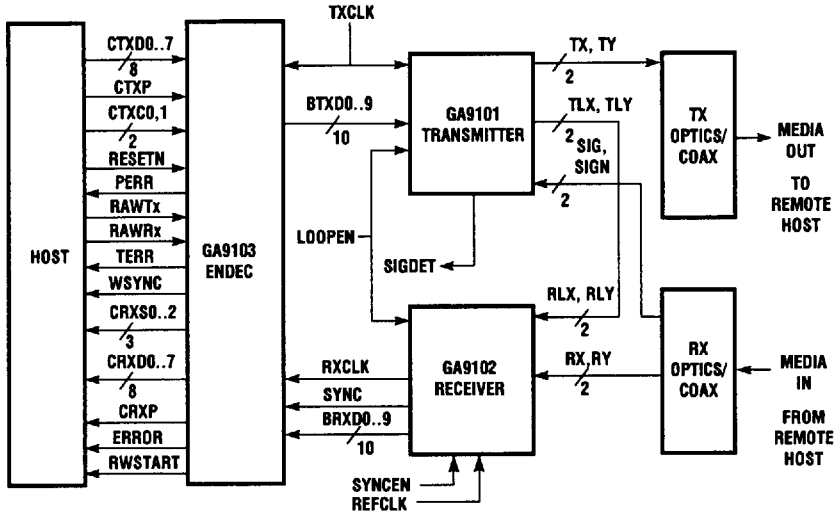 HOST
CTXD0..7
8
CTXP
CTXC0,1
2
RESETN
PERR
RAWTx
RAWRx
TERR
WSYNC
CRXS0..2
3
CRXD0..7
8
CRXP
ERROR
RWSTART
GA9103
ENDEC
TXCLK
BTXD0..9
10
LOOPEN
SIGDET
RXCLK
SYNC
BRXD0..9
10
SYNCEN
REFCLK
GA9101
TRANSMITTER
GA9102
RECEIVER
TX, TY
2
TLX, TLY
2
SIG,
SIGN
2
RLX, RLY
2
RX,RY
2
TX
OPTICS/
COAX
MEDIA
OUT
TO
REMOTE
HOST
RX
OPTICS/
COAX
MEDIA
IN
FROM
REMOTE
HOST